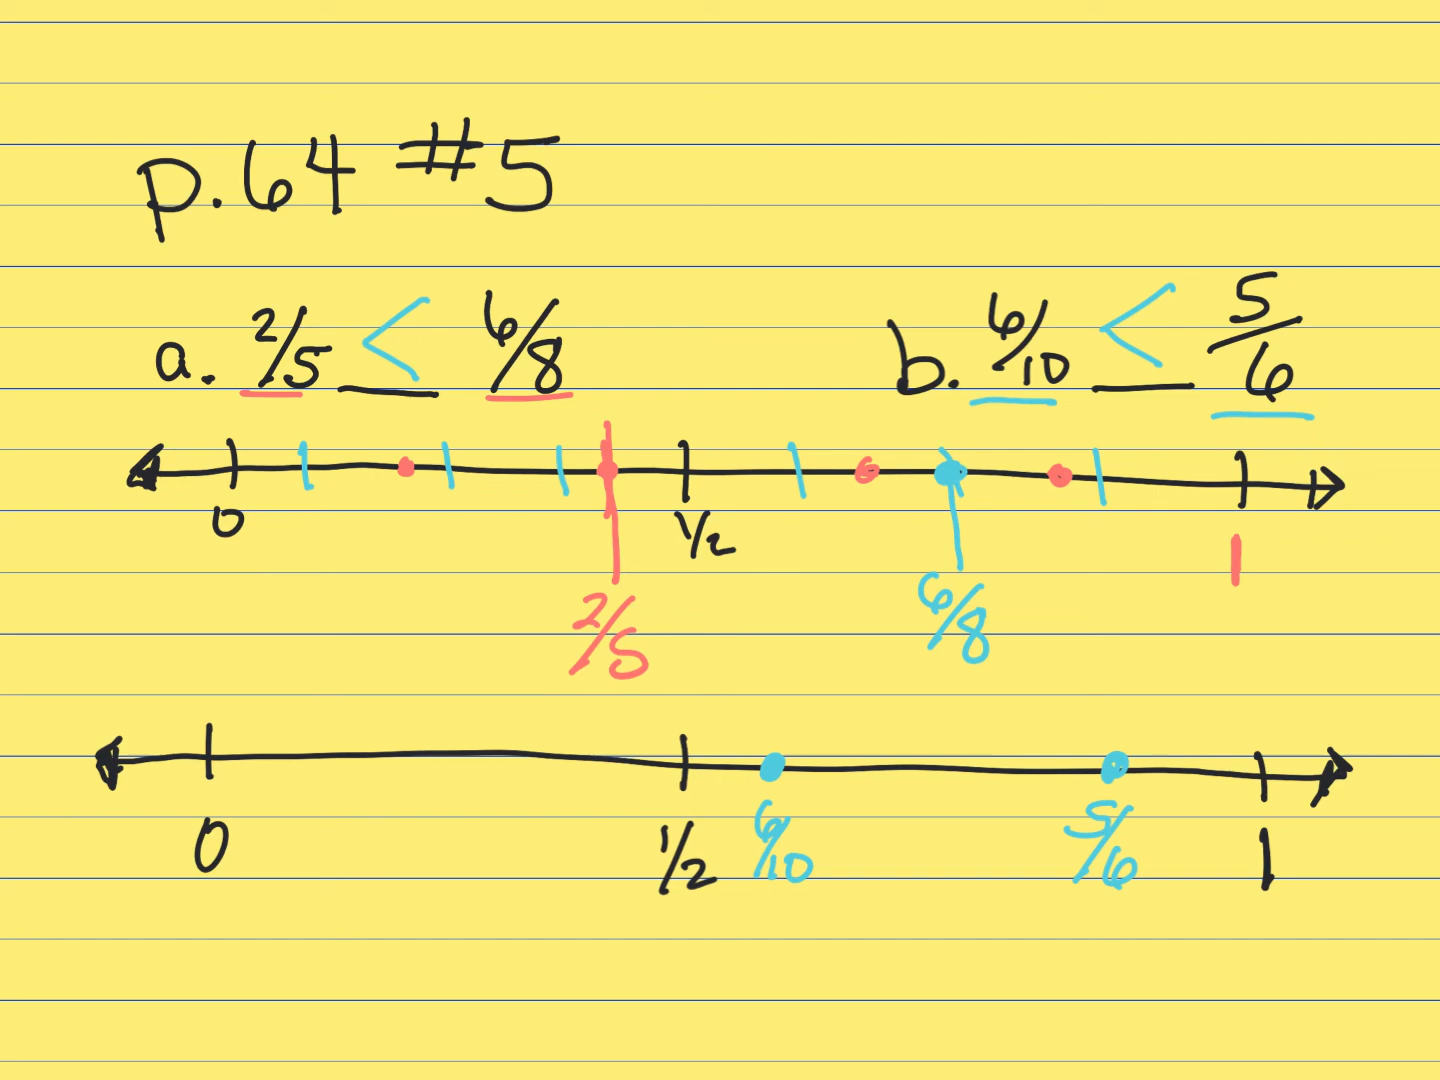 p. 64 #5
a. 2/5 < 6/8 b. 6/10 < 5/6
0 1/2 1
2/5 6/8
0 1/2 6/10 5/6 1